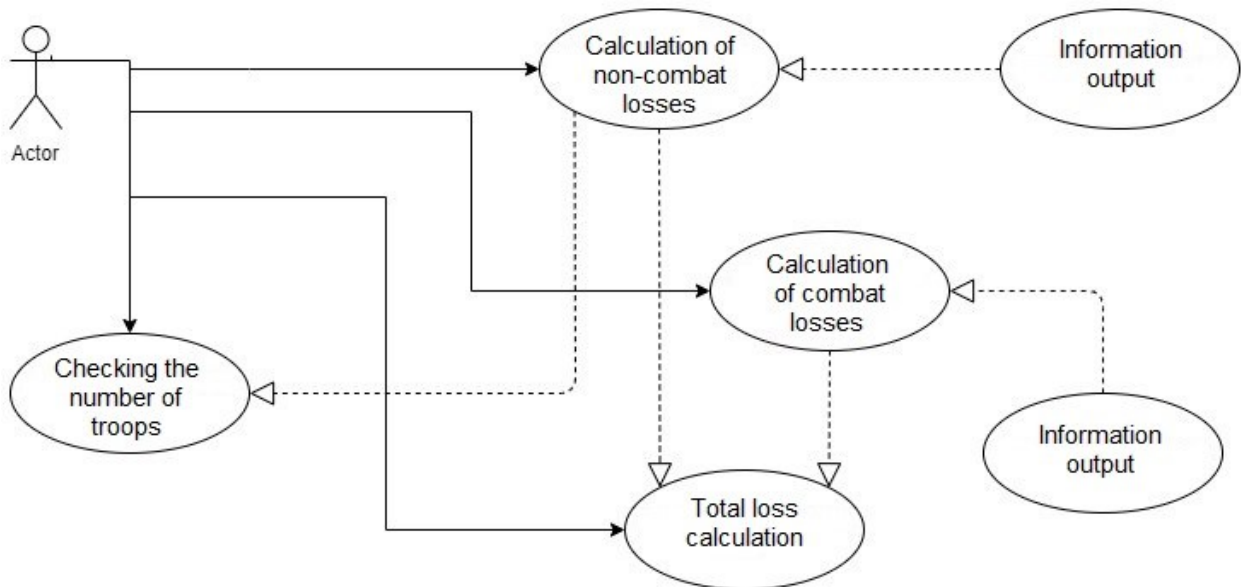 Calculation of
non-combat
losses
Information
output
Actor
Calculation
of combat
losses
Checking the
number of
troops
Information
output
Total loss
calculation